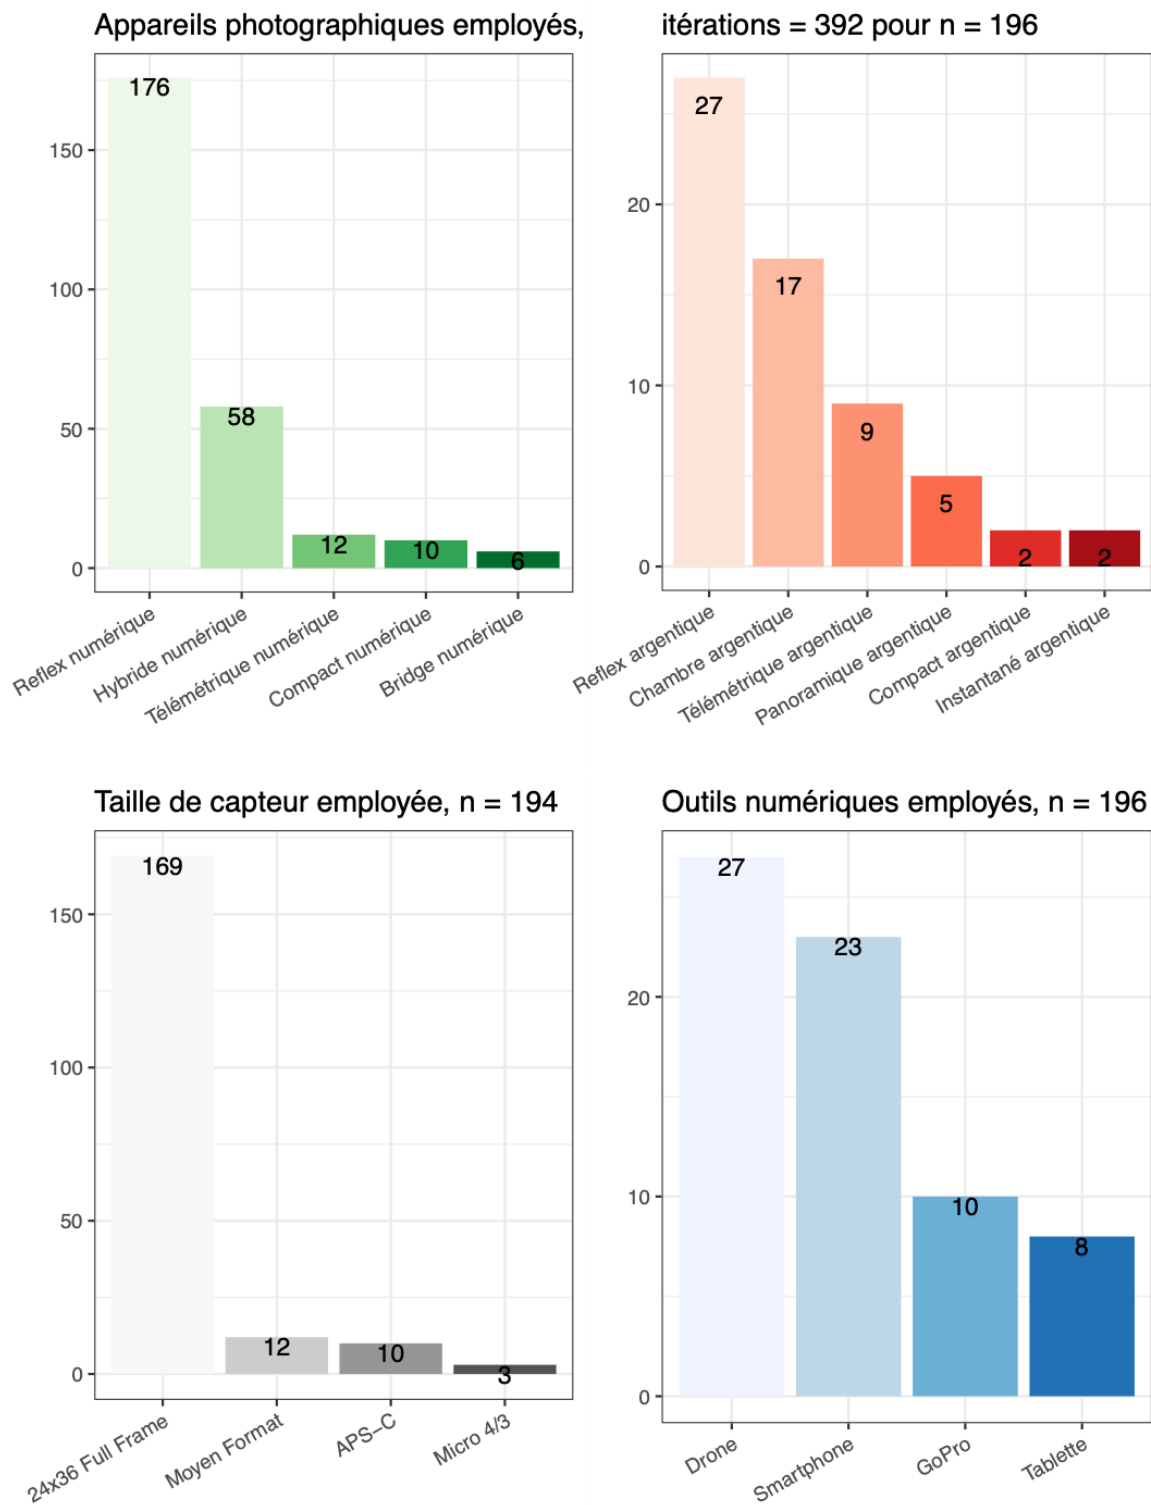 Appareils photographiques employés,
itérations = 392 pour n = 196
176
58
12
10
6
150
100
50
0
Reflex numérique
Hybride numérique
Télémétrique numérique
Compact numérique
Bridge numérique
27
17
9
5
2
2
20
10
0
Reflex argentique
Chambre argentique
Télémétrique argentique
Panoramique argentique
Compact argentique
Instantané argentique
Taille de capteur employée, n = 194
169
12
10
3
150
100
50
0
24x36 Full Frame
Moyen Format
APS−C
Micro 4/3
Outils numériques employés, n = 196
27
23
10
8
20
10
0
Drone
Smartphone
GoPro
Tablette